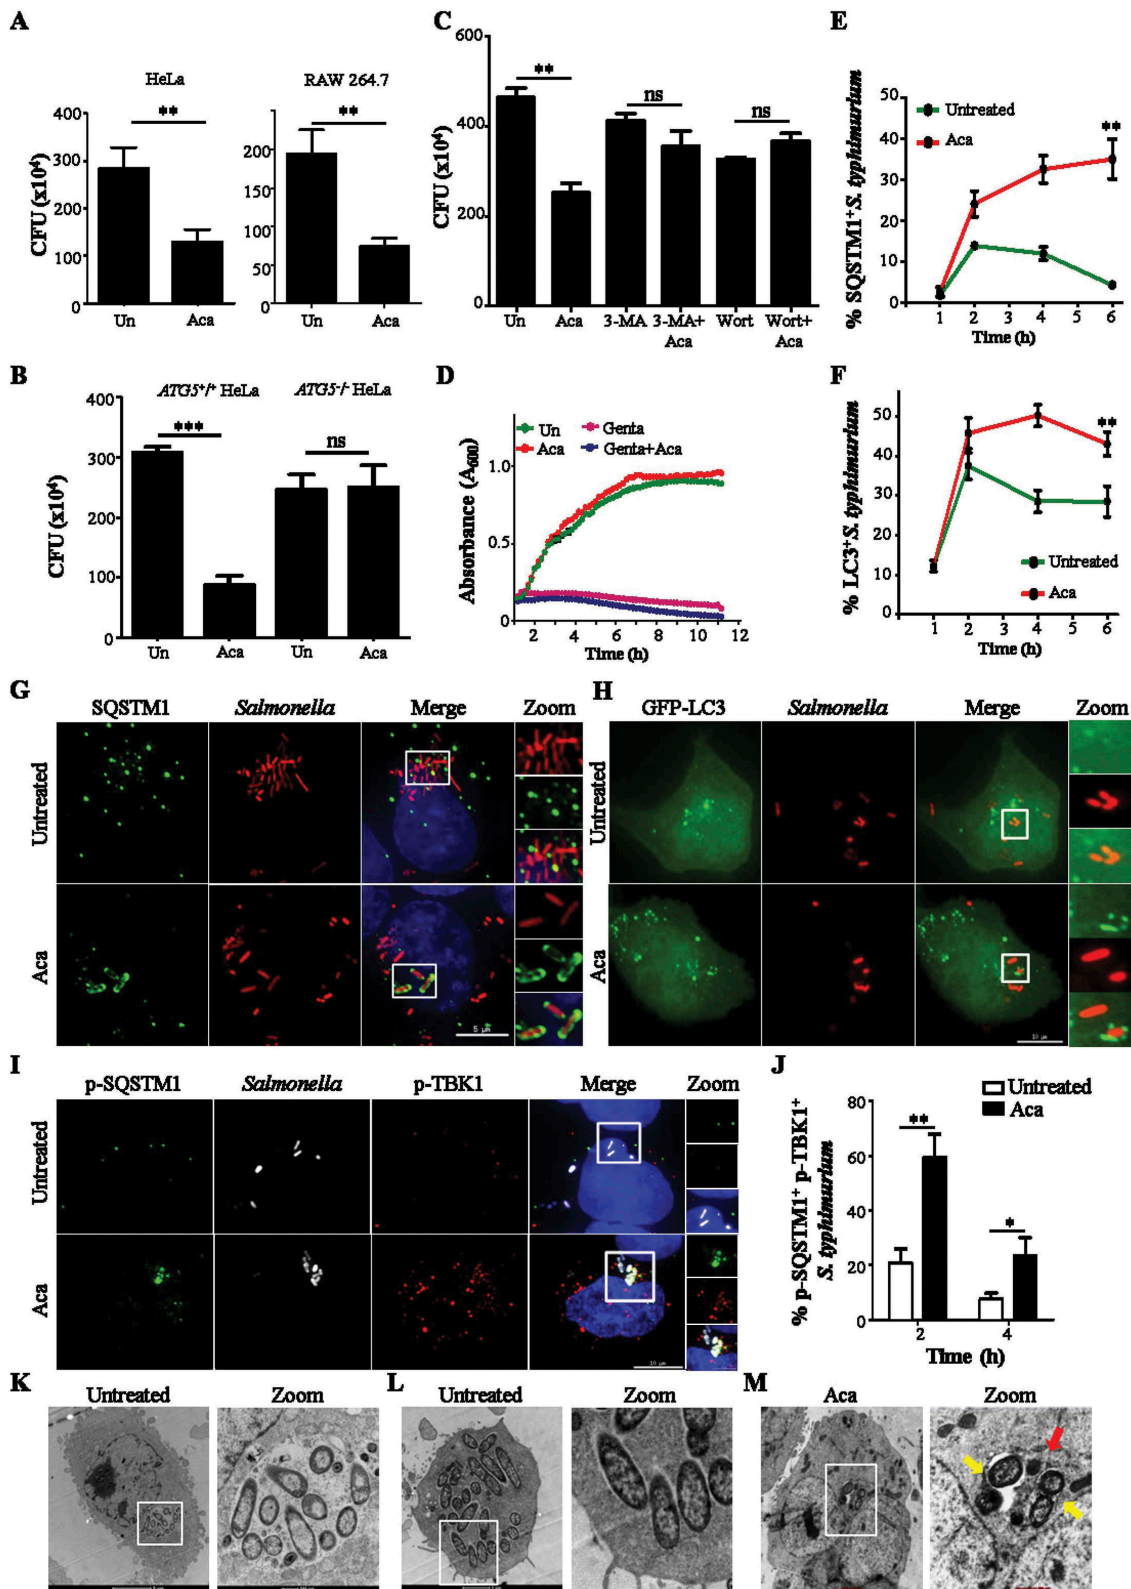 A
HeLa
RAW 264.7
**
**
CFU (x10⁴)
400
300
200
100
0
200
150
100
50
0
Un
Aca
Un
Aca
B
ATG5⁺/⁺ HeLa
ATG5⁻/⁻ HeLa
***
ns
CFU (x10⁴)
400
300
200
100
0
Un
Aca
Un
Aca
C
**
ns
ns
CFU (x10⁴)
600
400
200
0
Un
Aca
3-MA
3-MA+
Aca
Wort
Wort+
Aca
D
Un
Aca
Genta
Genta+Aca
Absorbance (A₆₀₀)
1.0
0.5
0.0
2
4
6
8
10
12
Time (h)
E
Untreated
Aca
**
% SQSTM1⁺ S. typhimurium
50
40
30
20
10
0
1
2
3
4
5
6
Time (h)
F
**
Untreated
Aca
% LC3⁺ S. typhimurium
50
40
30
20
10
0
1
2
3
4
5
6
Time (h)
G
SQSTM1
Salmonella
Merge
Zoom
Untreated
Aca
5 µm
H
GFP-LC3
Salmonella
Merge
Zoom
Untreated
Aca
10 µm
I
p-SQSTM1
Salmonella
p-TBK1
Merge
Zoom
Untreated
Aca
10 µm
J
Untreated
Aca
**
*
% p-SQSTM1⁺ p-TBK1⁺
S. typhimurium
80
60
40
20
0
2
4
Time (h)
K
Untreated
Zoom
L
Untreated
Zoom
M
Aca
Zoom